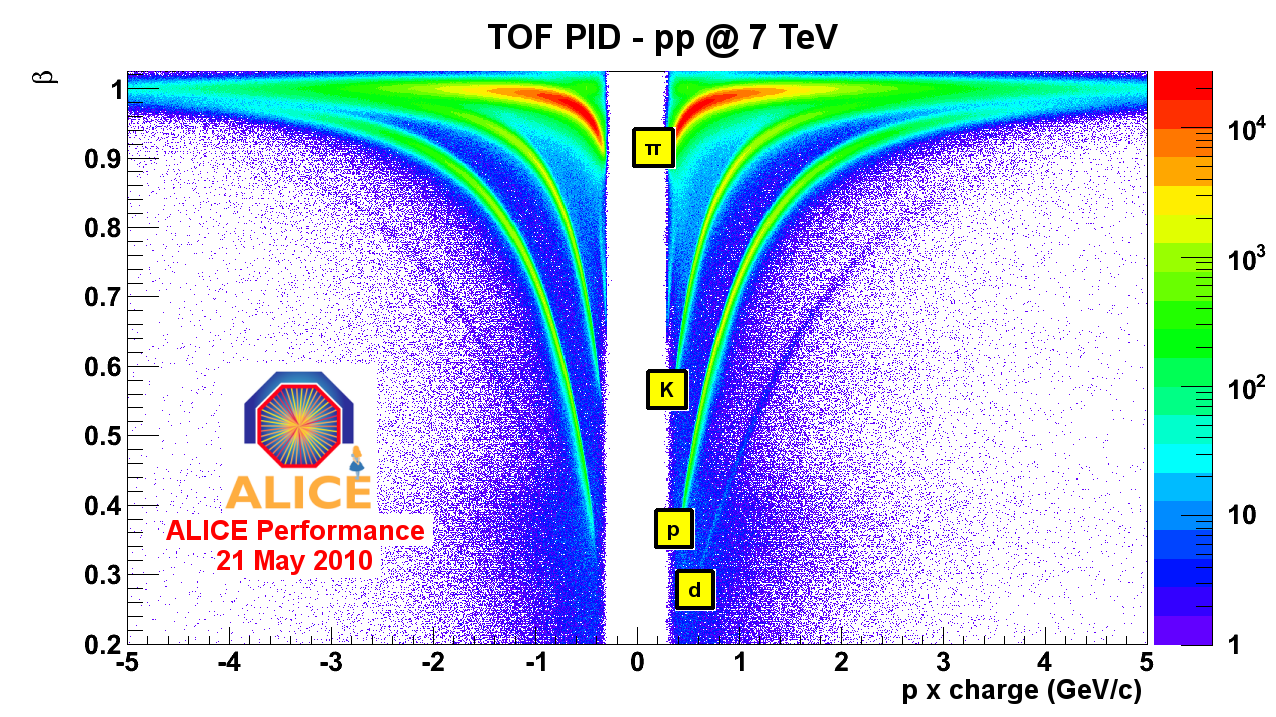 TOF PID - pp @ 7 TeV
β
1
0.9
0.8
0.7
0.6
0.5
0.4
0.3
0.2
-5
-4
-3
-2
-1
0
1
2
3
4
5
p x charge (GeV/c)
π
K
p
d
ALICE
ALICE Performance
21 May 2010
10⁴
10³
10²
10
1